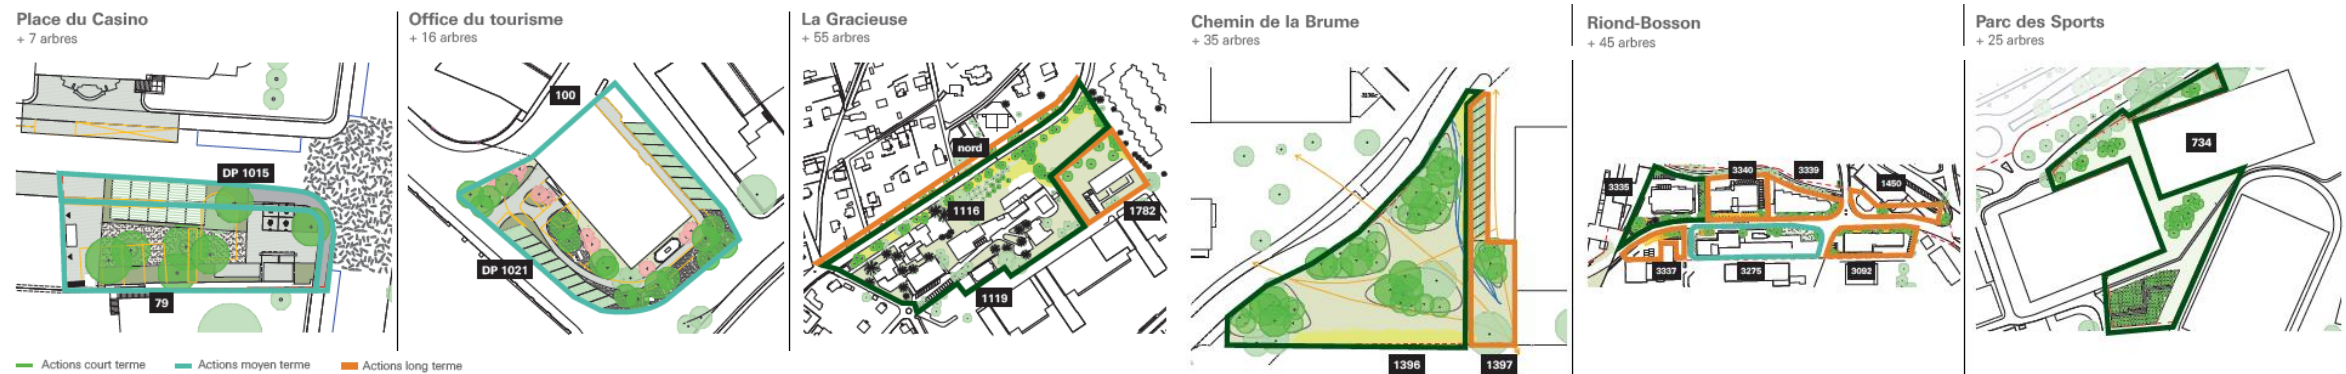 Place du Casino
+ 7 arbres
DP 1015
79
Office du tourisme
+ 16 arbres
100
DP 1021
La Gracieuse
+ 55 arbres
nord
1116
1782
1119
Chemin de la Brume
+ 35 arbres
1396
1397
Riond-Bosson
+ 45 arbres
3335
3340
3339
1450
3337
3275
3092
Parc des Sports
+ 25 arbres
734
Actions court terme
Actions moyen terme
Actions long terme